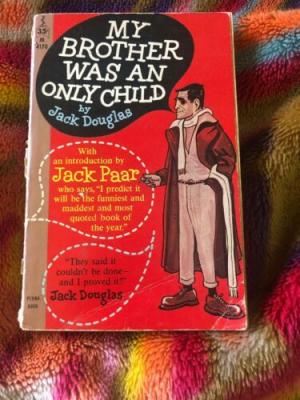 35¢
M
4170
MY
BROTHER
WAS AN
ONLY CHILD
by
Jack Douglas
With
an introduction by
Jack Paar
who says, "I predict it
will be the funniest and
maddest and most
quoted book of
the year."
"They said it
couldn't be done—
and I proved it!"
Jack Douglas